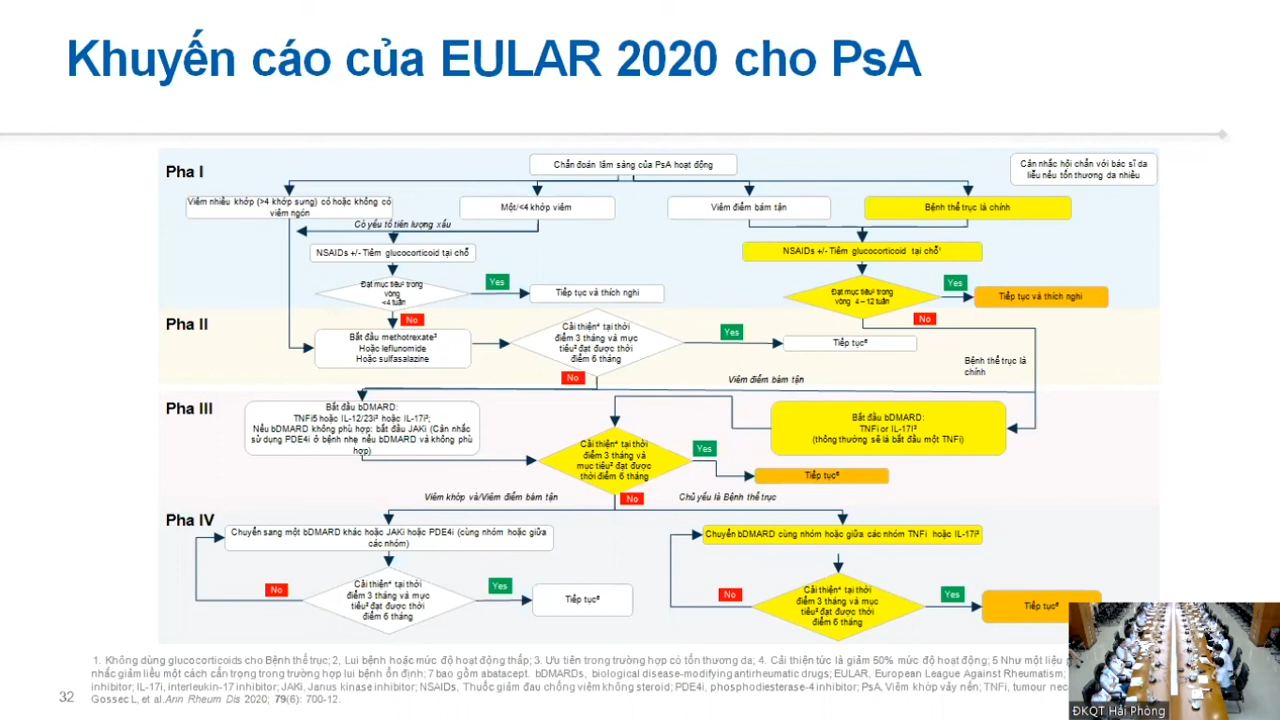 Khuyến cáo của EULAR 2020 cho PsA
Pha I
Chẩn đoán lâm sàng của PsA hoạt động
Cân nhắc hội chẩn với bác sĩ da
liễu nếu tổn thương da nhiều
Viêm nhiều khớp (>4 khớp sưng) có hoặc không có
viêm ngón
Một/<4 khớp viêm
Viêm điểm bám tận
Bệnh thể trục là chính
Có yếu tố tiên lượng xấu
NSAIDs +/- Tiêm glucocorticoid tại chỗ
NSAIDs +/- Tiêm glucocorticoid tại chỗ¹
Đạt mục tiêu² trong
vòng
<4 tuần
Yes
Tiếp tục và thích nghi
Đạt mục tiêu² trong
vòng 4 – 12 tuần
Yes
Tiếp tục và thích nghi
No
No
Pha II
Bắt đầu methotrexate³
Hoặc leflunomide
Hoặc sulfasalazine
Cải thiện⁴ tại thời
điểm 3 tháng và mục
tiêu² đạt được thời
điểm 6 tháng
Yes
Tiếp tục⁶
Bệnh thể trục là
chính
No
Viêm điểm bám tận
Pha III
Bắt đầu bDMARD:
TNFi5 hoặc IL-12/23i³ hoặc IL-17i³;
Nếu bDMARD không phù hợp: bắt đầu JAKi (Cân nhắc
sử dụng PDE4i ở bệnh nhẹ nếu bDMARD và không phù
hợp)
Cải thiện⁴ tại thời
điểm 3 tháng và
mục tiêu² đạt được
thời điểm 6 tháng
Bắt đầu bDMARD:
TNFi or IL-17I³
(thông thường sẽ là bắt đầu một TNFi)
Yes
Tiếp tục⁶
No
Viêm khớp và/Viêm điểm bám tận
Chủ yếu là Bệnh thể trục
Pha IV
Chuyển sang một bDMARD khác hoặc JAKi hoặc PDE4i (cùng nhóm hoặc giữa
các nhóm)
Chuyển bDMARD cùng nhóm hoặc giữa các nhóm TNFi hoặc IL-17i³
No
Cải thiện⁴ tại thời
điểm 3 tháng và mục
tiêu² đạt được thời
điểm 6 tháng
Yes
Tiếp tục⁶
No
Cải thiện⁴ tại thời
điểm 3 tháng và mục
tiêu² đạt được thời
điểm 6 tháng
Yes
Tiếp tục⁶
1. Không dùng glucocorticoids cho Bệnh thể trục; 2, Lui bệnh hoặc mức độ hoạt động thấp; 3. Ưu tiên trong trường hợp có tổn thương da; 4. Cải thiện tức là giảm 50% mức độ hoạt động; 5 Như một liệu
nhắc giảm liều một cách cẩn trọng trong trường hợp lui bệnh ổn định; 7 bao gồm abatacept. bDMARDs, biological disease-modifying antirheumatic drugs; EULAR, European League Against Rheumatism;
inhibitor; IL-17i, interleukin-17 inhibitor; JAKi, Janus kinase inhibitor; NSAIDs, Thuốc giảm đau chống viêm không steroid; PDE4i, phosphodiesterase-4 inhibitor; PsA, Viêm khớp vảy nến; TNFi, tumour
Gossec L, et al.Ann Rheum Dis 2020; 79(6): 700-12.
32
ĐKQT Hải Phòng